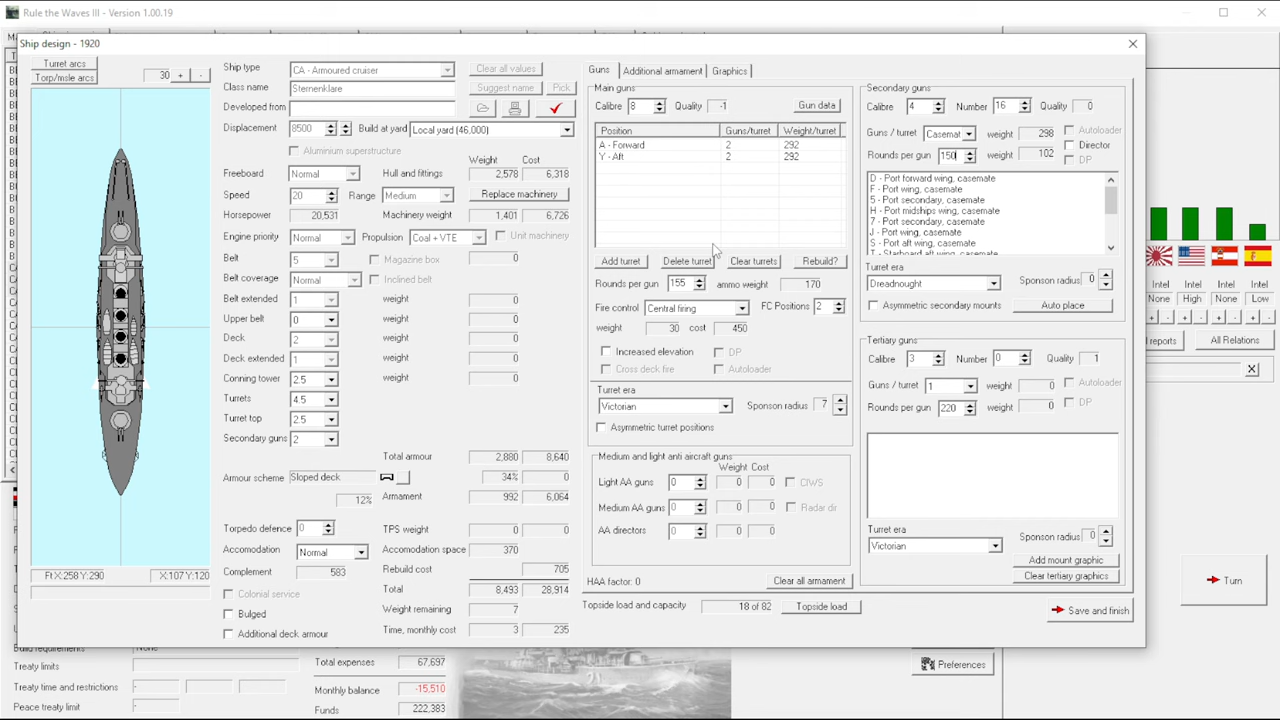 Rule the Waves III - Version 1.00.19
Ship design - 1920
Turret arcs
Torp/msle arcs
30 + -
Ft X:258 Y:290 X:107 Y:120
Ship type CA - Armoured cruiser Clear all values
Class name Sternenklare Suggest name Pick
Developed from
Displacement 8500 Build at yard Local yard (46,000)
Aluminium superstructure
Weight Cost
Freeboard Normal Hull and fittings 2,578 6,318
Speed 20 Range Medium Replace machinery
Horsepower 20,531 Machinery weight 1,401 6,726
Engine priority Normal Propulsion Coal + VTE Unit machinery
Belt 5 Magazine box 0
Belt coverage Normal Inclined belt
Belt extended 1 weight 0
Upper belt 0 weight 0
Deck 2 weight 0
Deck extended 1 weight 0
Conning tower 2.5 weight 0
Turrets 4.5
Turret top 2.5
Secondary guns 2
Total armour 2,880 8,640
Armour scheme Sloped deck 34% 0
12% Armament 992 6,064
Torpedo defence 0 TPS weight 0 0
Accomodation Normal Accomodation space 370
Complement 583 Rebuild cost 705
Colonial service Total 8,493 28,914
Bulged Weight remaining 7
Additional deck armour Time, monthly cost 3 235
Guns Additional armament Graphics
Main guns
Calibre 8 Quality -1 Gun data
Position Guns/turret Weight/turret
A - Forward 2 292
Y - Aft 2 292
Add turret Delete turret Clear turrets Rebuild?
Rounds per gun 155 ammo weight 170
Fire control Central firing FC Positions 2
weight 30 cost 450
Increased elevation DP
Cross deck fire Autoloader
Turret era
Victorian Sponson radius 7
Asymmetric turret positions
Medium and light anti aircraft guns
Weight Cost
Light AA guns 0 0 0 CIWS
Medium AA guns 0 0 0 Radar dir
AA directors 0 0 0
HAA factor: 0 Clear all armament
Topside load and capacity 18 of 82 Topside load
Secondary guns
Calibre 4 Number 16 Quality 0
Guns / turret Casemat weight 298 Autoloader
Director
Rounds per gun 150 weight 102 DP
D - Port forward wing, casemate
F - Port wing, casemate
5 - Port secondary, casemate
H - Port midships wing, casemate
7 - Port secondary, casemate
J - Port wing, casemate
S - Port aft wing, casemate
Turret era
Dreadnought Sponson radius 0
Asymmetric secondary mounts Auto place
Tertiary guns
Calibre 3 Number 0 Quality 1
Guns / turret 1 weight 0 Autoloader
Rounds per gun 220 weight 0 DP
Turret era
Victorian Sponson radius 0
Add mount graphic
Clear tertiary graphics
Save and finish
Intel Intel Intel Intel
None High None Low
reports All Relations
Turn
Preferences
Treaty limits
Treaty time and restrictions
Peace treaty limit
Total expenses 67,697
Monthly balance -15,510
Funds 222,383